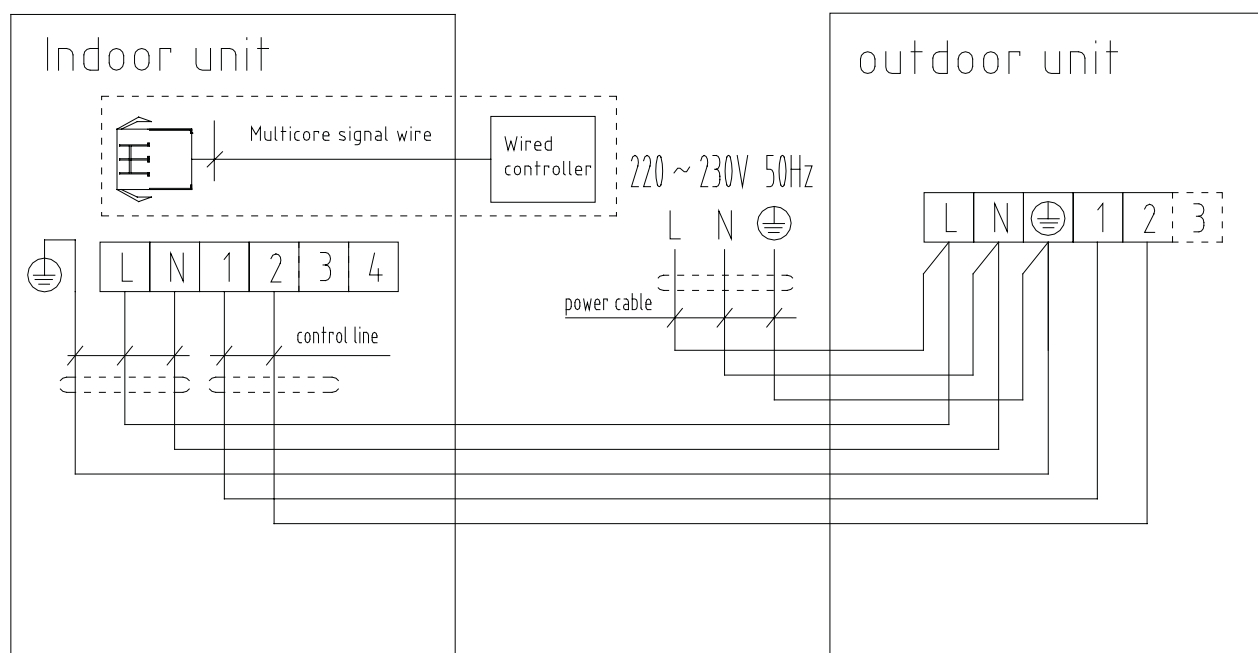 Indoor unit
outdoor unit
Multicore signal wire
Wired
controller
220 ~ 230V 50Hz
L N
L N 1 2 3
L N 1 2 3 4
power cable
control line